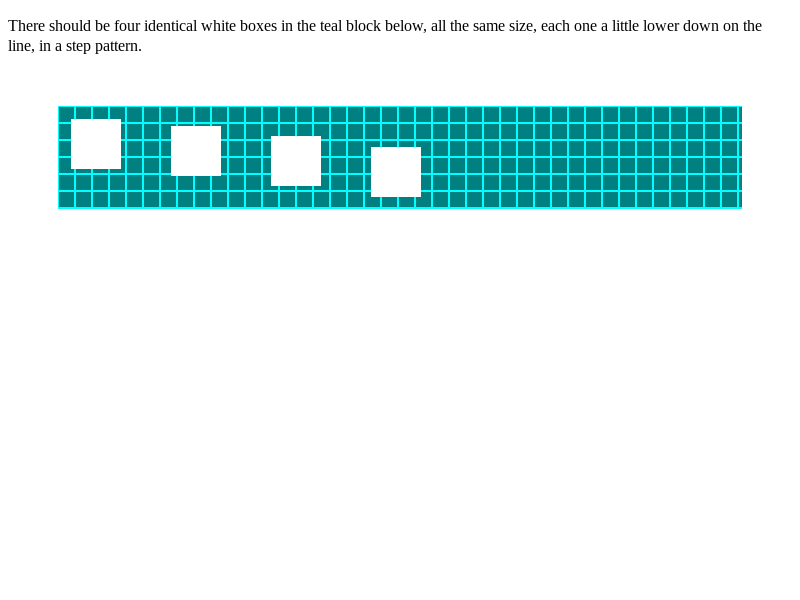 There should be four identical white boxes in the teal block below, all the same size, each one a little lower down on the
line, in a step pattern.